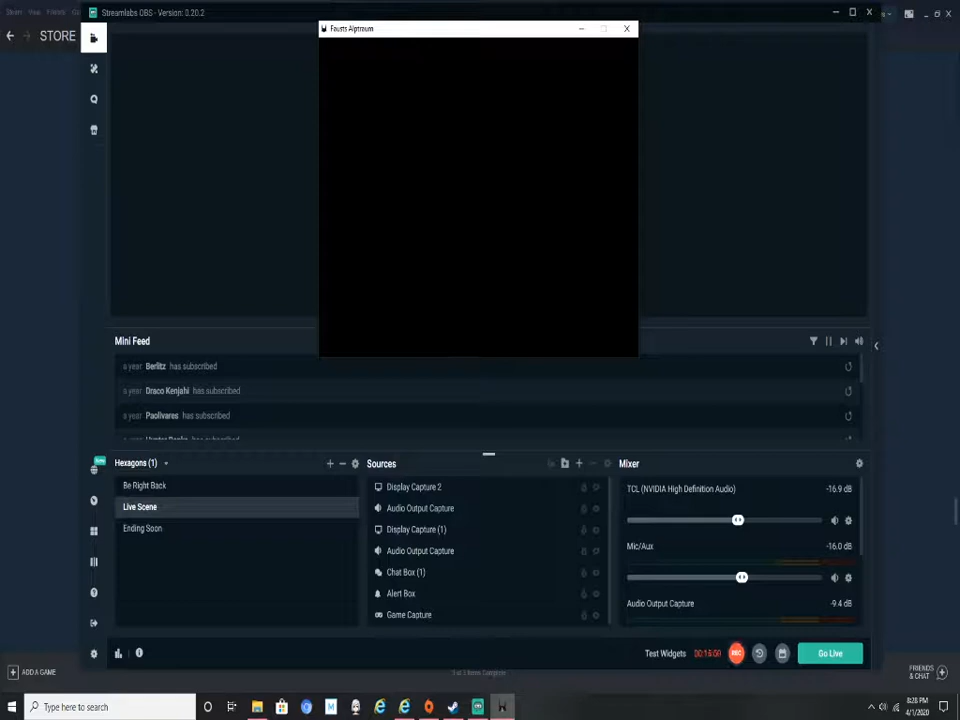 Streamlabs OBS - Version: 0.20.2
Fausts Alptraum
STORE
Mini Feed
a year Berlitz has subscribed
a year Draco Kenjahi has subscribed
a year Paolivares has subscribed
Hexagons (1)
Sources
Mixer
Be Right Back
Live Scene
Ending Soon
Display Capture 2
Audio Output Capture
Display Capture (1)
Audio Output Capture
Chat Box (1)
Alert Box
Game Capture
TCL (NVIDIA High Definition Audio)
-16.9 dB
Mic/Aux
-16.0 dB
Audio Output Capture
-9.4 dB
Test Widgets
00:15:00
REC
Go Live
ADD A GAME
FRIENDS
& CHAT
Type here to search
8:28 PM
4/1/2020